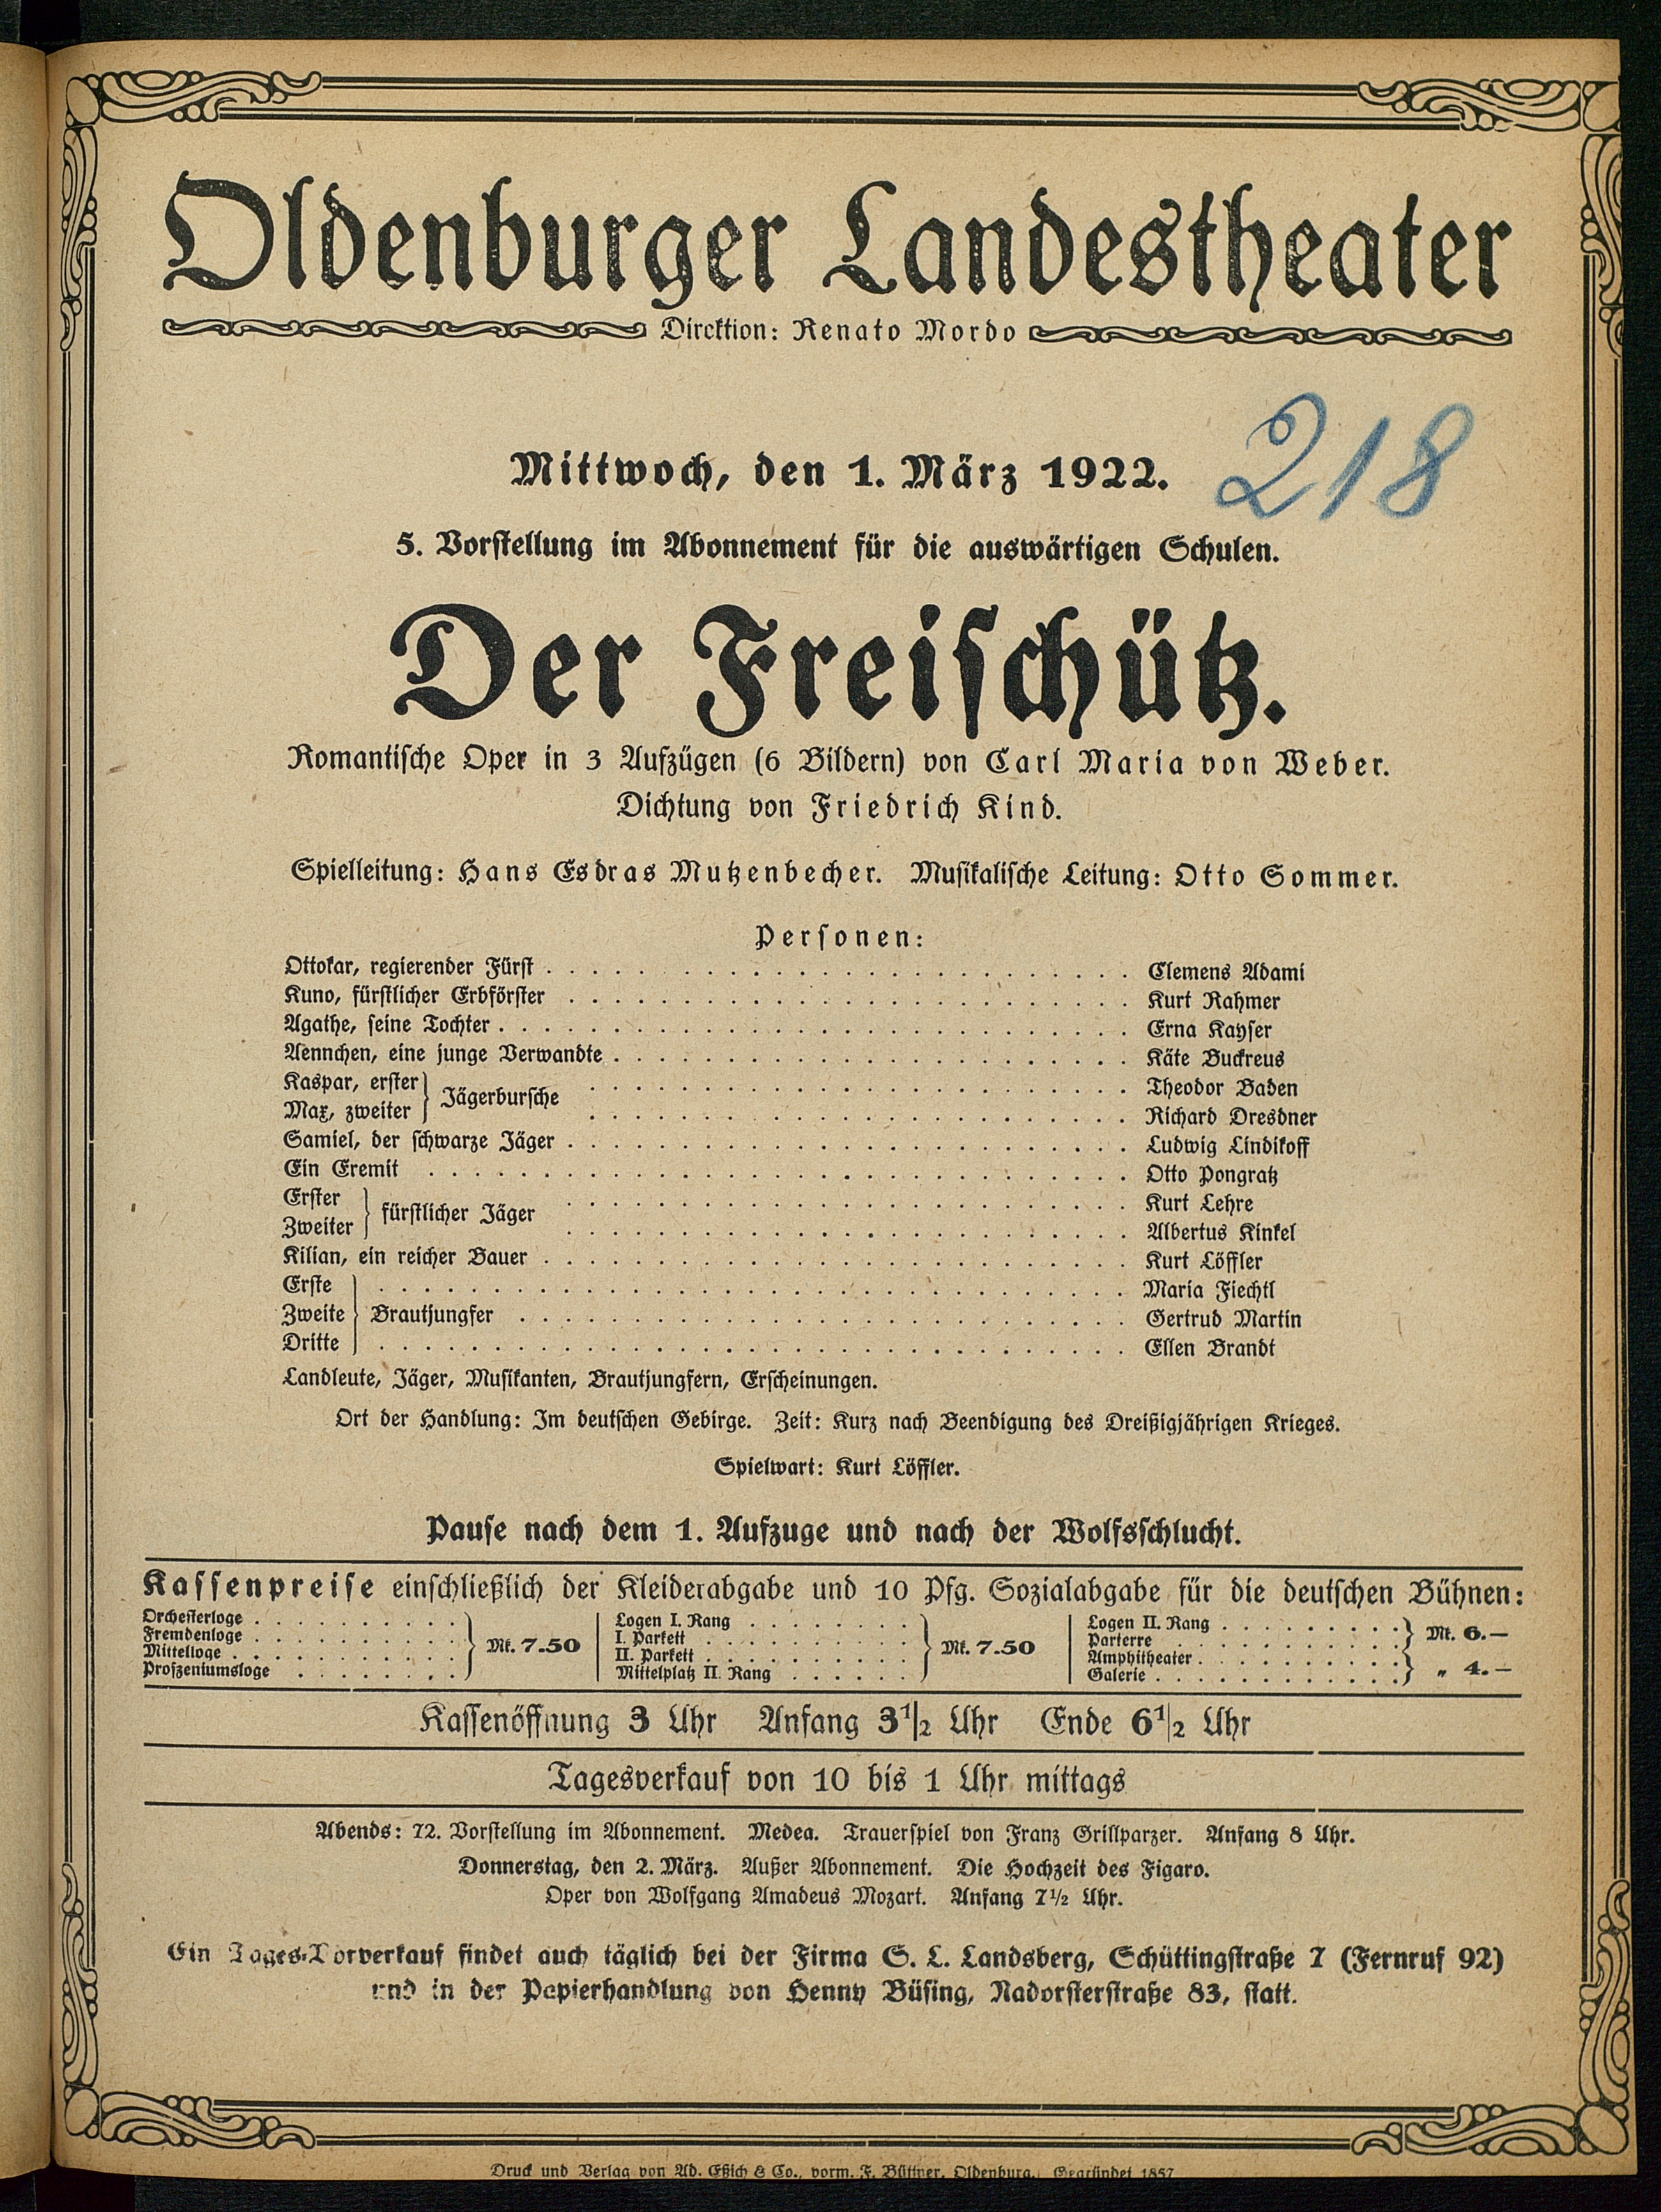 Oldenburger Landestheater
Direktion: Renato Mordo
218
Mittwoch, den 1. März 1922.
5. Vorstellung im Abonnement für die auswärtigen Schulen.
Der Freischütz.
Romantische Oper in 3 Aufzügen (6 Bildern) von Carl Maria von Weber.
Dichtung von Friedrich Kind.
Spielleitung: Hans Esdras Mutzenbecher. Musikalische Leitung: Otto Sommer.
Personen:
Ottokar, regierender Fürst . . . Clemens Adami
Kuno, fürstlicher Erbförster . . . Kurt Rahmer
Agathe, seine Tochter . . . Erna Kayser
Aennchen, eine junge Verwandte . . . Käte Buckreus
Kaspar, erster } Jägerbursche . . . Theodor Baden
Max, zweiter } . . . Richard Dresdner
Samiel, der schwarze Jäger . . . Ludwig Lindikoff
Ein Eremit . . . Otto Pongratz
Erster } fürstlicher Jäger . . . Kurt Lehre
Zweiter } . . . Albertus Kinkel
Kilian, ein reicher Bauer . . . Kurt Löffler
Erste } . . . Maria Fiechtl
Zweite } Brautjungfer . . . Gertrud Martin
Dritte } . . . Ellen Brandt
Landleute, Jäger, Musikanten, Brautjungfern, Erscheinungen.
Ort der Handlung: Im deutschen Gebirge. Zeit: Kurz nach Beendigung des Dreißigjährigen Krieges.
Spielwart: Kurt Löffler.
Pause nach dem 1. Aufzuge und nach der Wolfsschlucht.
Kassenpreise einschließlich der Kleiderabgabe und 10 Pfg. Sozialabgabe für die deutschen Bühnen:
Orchesterloge . . .
Fremdenloge . . .
Mittelloge . . .
Proszeniumsloge . . .
} Mk. 7.50
Logen I. Rang . . .
I. Parkett . . .
II. Parkett . . .
Mittelplatz II. Rang . . .
} Mk. 7.50
Logen II. Rang . . .
Parterre . . .
} Mk. 6.—
Amphitheater . . .
Galerie . . .
} „ 4.—
Kassenöffnung 3 Uhr Anfang 3 1/2 Uhr Ende 6 1/2 Uhr
Tagesverkauf von 10 bis 1 Uhr mittags
Abends: 72. Vorstellung im Abonnement. Medea. Trauerspiel von Franz Grillparzer. Anfang 8 Uhr.
Donnerstag, den 2. März. Außer Abonnement. Die Hochzeit des Figaro.
Oper von Wolfgang Amadeus Mozart. Anfang 7½ Uhr.
Ein Tages-Vorverkauf findet auch täglich bei der Firma S. L. Landsberg, Schüttingstraße 7 (Fernruf 92)
und in der Papierhandlung von Henny Büsing, Nadorsterstraße 83, statt.
Druck und Verlag von Ad. Eßich & Co., vorm. F. Büttner, Oldenburg. Gegründet 1857